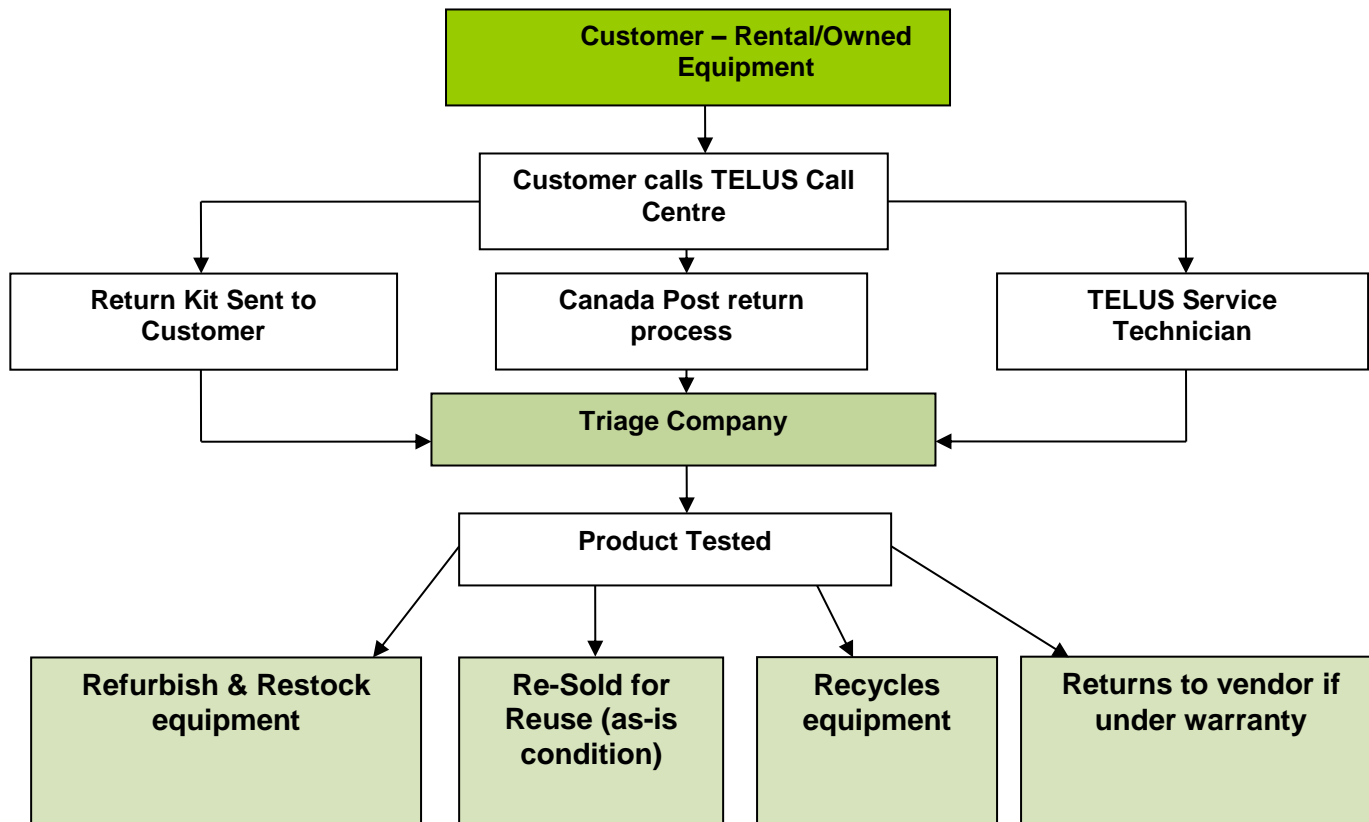 Customer – Rental/Owned
Equipment
Customer calls TELUS Call
Centre
Return Kit Sent to
Customer
Canada Post return
process
TELUS Service
Technician
Triage Company
Product Tested
Refurbish & Restock
equipment
Re-Sold for
Reuse (as-is
condition)
Recycles
equipment
Returns to vendor if
under warranty